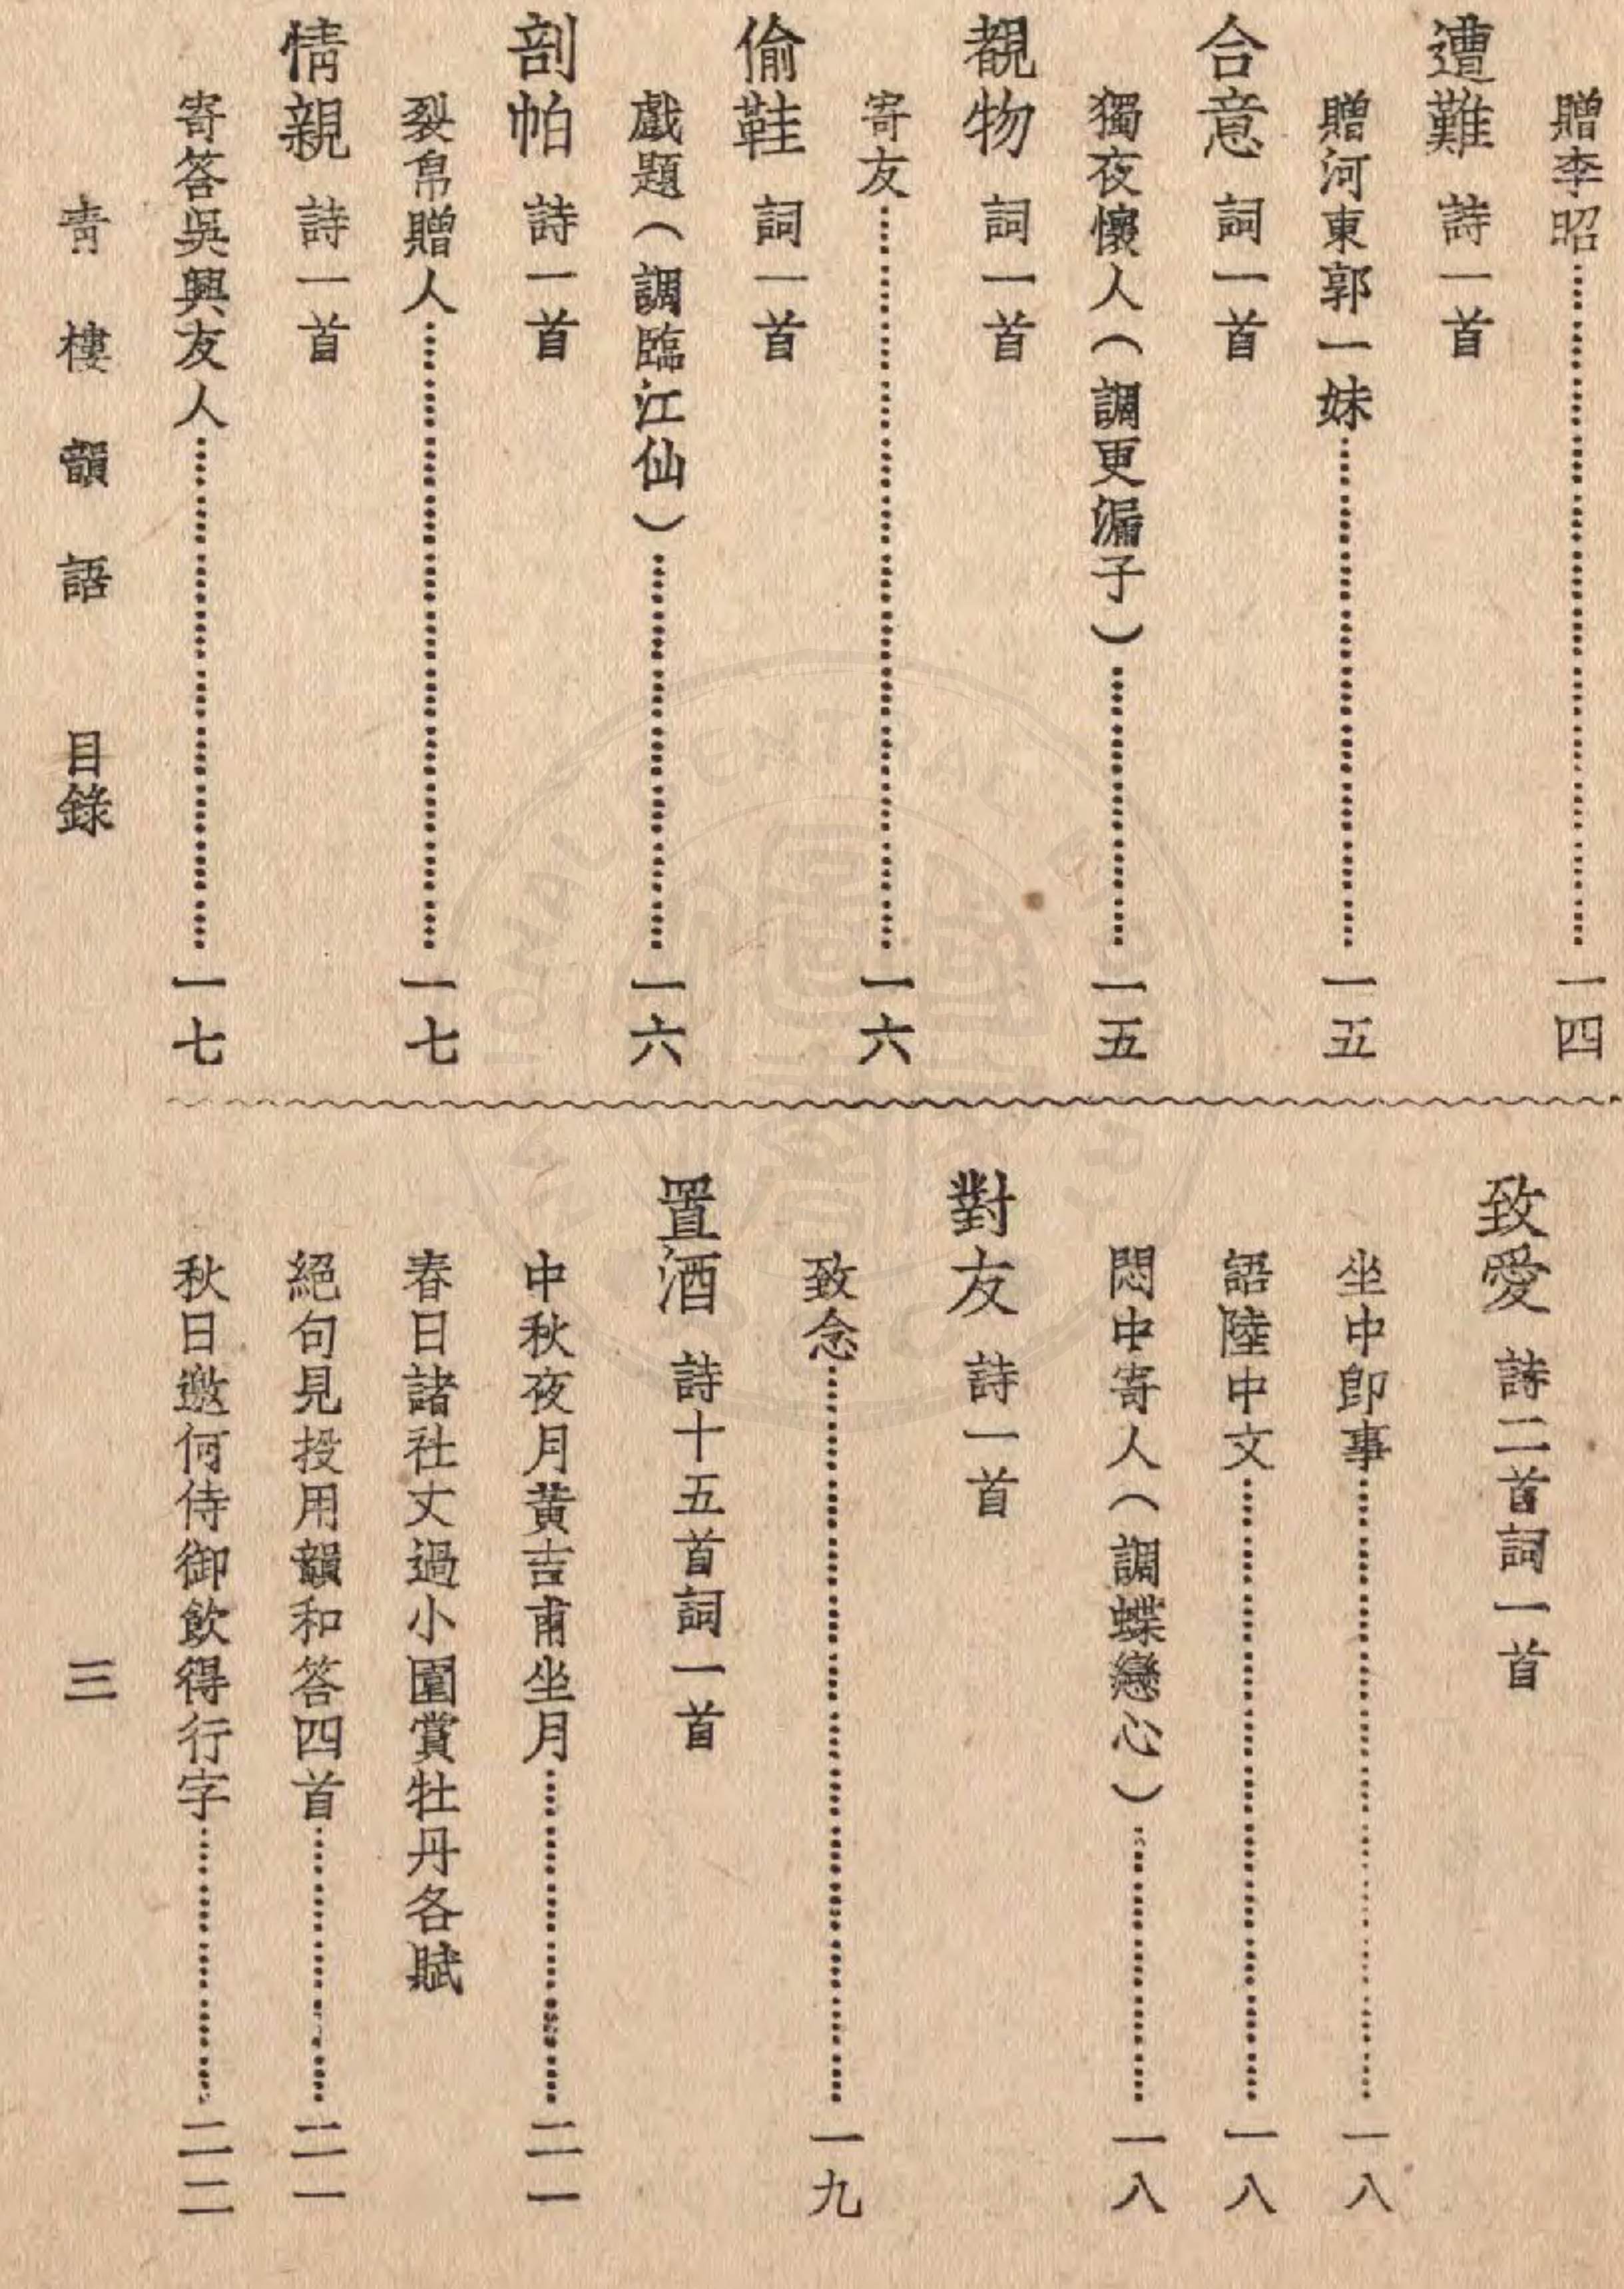 贈李昭……一四
遭難 詩一首
贈河東郭一妹……一五
合意 詞一首
獨夜懷人（調更漏子）……一五
覩物 詞一首
寄友……一六
偷鞋 詞一首
戲題（調臨江仙）……一六
剖帕 詩一首
裂帛贈人……一七
情親 詩一首
寄答吳興友人……一七
致愛 詩二首詞一首
坐中卽事……一八
語陸中文……一八
悶中寄人（調蝶戀心）……一八
對友 詩一首
致念……一九
置酒 詩十五首詞一首
中秋夜月黃吉甫坐月……二一
春日諸社丈過小園賞牡丹各賦
絕句見投用韻和答四首……二一
秋日邀何侍御飲得行字……二二
靑樓韻語 目錄
三